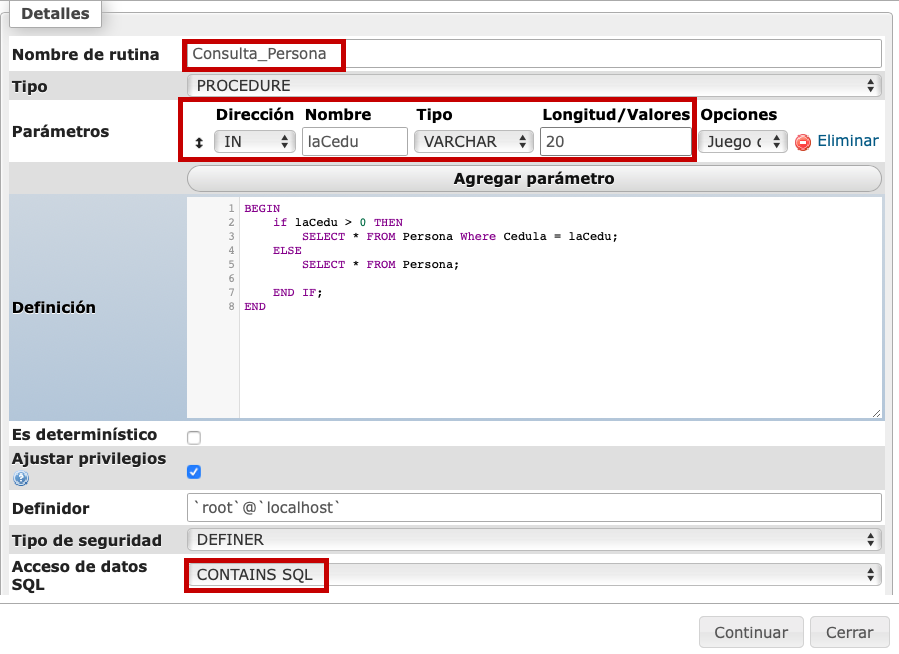 Detalles
Nombre de rutina Consulta_Persona
Tipo PROCEDURE
Parámetros
Dirección Nombre Tipo Longitud/Valores Opciones
IN laCedu VARCHAR 20 Juego Eliminar
Agregar parámetro
Definición
1 BEGIN
2 if laCedu > 0 THEN
3 SELECT * FROM Persona Where Cedula = laCedu;
4 ELSE
5 SELECT * FROM Persona;
6
7 END IF;
8 END
Es determinístico
Ajustar privilegios
Definidor `root`@`localhost`
Tipo de seguridad DEFINER
Acceso de datos
SQL CONTAINS SQL
Continuar Cerrar